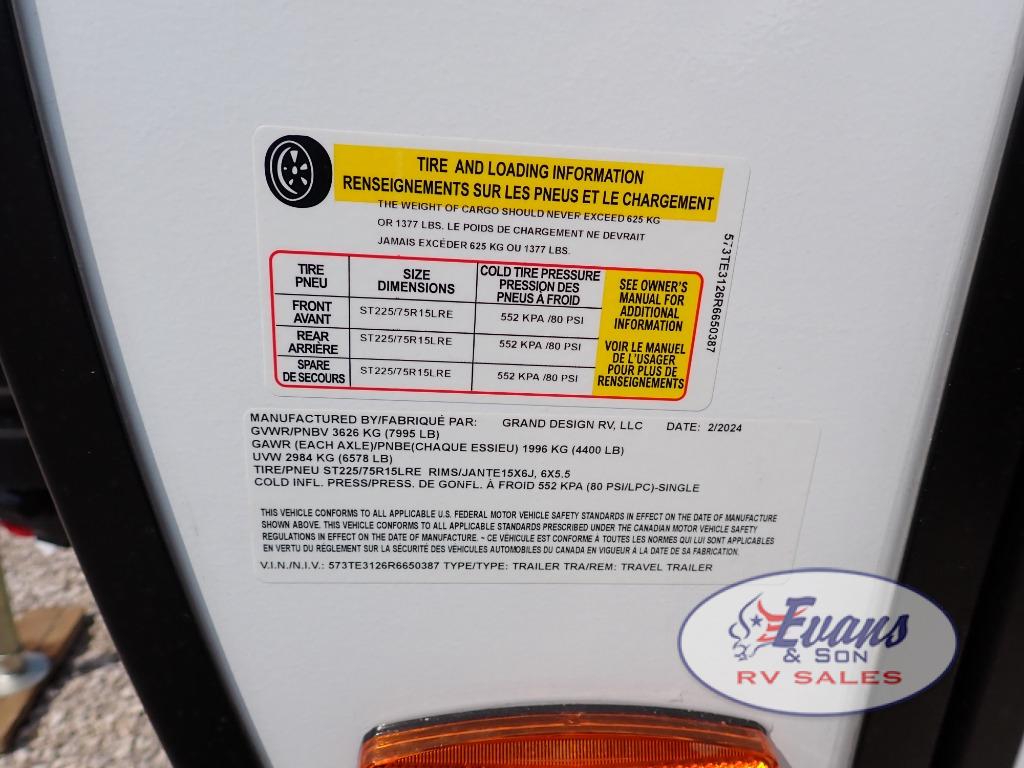 TIRE AND LOADING INFORMATION
RENSEIGNEMENTS SUR LES PNEUS ET LE CHARGEMENT
THE WEIGHT OF CARGO SHOULD NEVER EXCEED 625 KG
OR 1377 LBS. LE POIDS DE CHARGEMENT NE DEVRAIT
JAMAIS EXCÉDER 625 KG OU 1377 LBS.
TIRE
PNEU
SIZE
DIMENSIONS
COLD TIRE PRESSURE
PRESSION DES
PNEUS À FROID
FRONT
AVANT
ST225/75R15LRE
552 KPA /80 PSI
REAR
ARRIÈRE
ST225/75R15LRE
552 KPA /80 PSI
SPARE
DE SECOURS
ST225/75R15LRE
552 KPA /80 PSI
SEE OWNER'S
MANUAL FOR
ADDITIONAL
INFORMATION
VOIR LE MANUEL
DE L'USAGER
POUR PLUS DE
RENSEIGNEMENTS
573TE3126R6650387
MANUFACTURED BY/FABRIQUÉ PAR: GRAND DESIGN RV, LLC DATE: 2/2024
GVWR/PNBV 3626 KG (7995 LB)
GAWR (EACH AXLE)/PNBE(CHAQUE ESSIEU) 1996 KG (4400 LB)
UVW 2984 KG (6578 LB)
TIRE/PNEU ST225/75R15LRE RIMS/JANTE15X6J, 6X5.5
COLD INFL. PRESS/PRESS. DE GONFL. À FROID 552 KPA (80 PSI/LPC)-SINGLE
THIS VEHICLE CONFORMS TO ALL APPLICABLE U.S. FEDERAL MOTOR VEHICLE SAFETY STANDARDS IN EFFECT ON THE DATE OF MANUFACTURE
SHOWN ABOVE. THIS VEHICLE CONFORMS TO ALL APPLICABLE STANDARDS PRESCRIBED UNDER THE CANADIAN MOTOR VEHICLE SAFETY
REGULATIONS IN EFFECT ON THE DATE OF MANUFACTURE. ~ CE VÉHICULE EST CONFORME À TOUTES LES NORMES QUI LUI SONT APPLICABLES
EN VERTU DU RÈGLEMENT SUR LA SÉCURITÉ DES VÉHICULES AUTOMOBILES DU CANADA EN VIGUEUR À LA DATE DE SA FABRICATION.
V.I.N./N.I.V.: 573TE3126R6650387 TYPE/TYPE: TRAILER TRA/REM: TRAVEL TRAILER
Evans
& SON
RV SALES